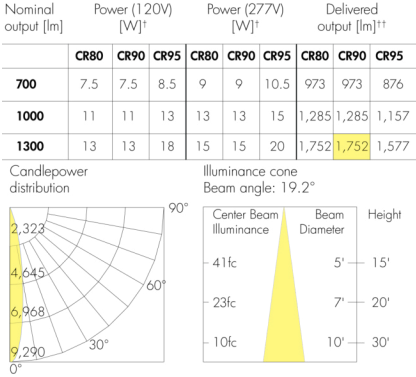 Nominal output [lm] Power (120V) [W]† Power (277V) [W]† Delivered output [lm]††
CR80 CR90 CR95 CR80 CR90 CR95 CR80 CR90 CR95
700 7.5 7.5 8.5 9 9 10.5 973 973 876
1000 11 11 13 13 13 15 1,285 1,285 1,157
1300 13 13 18 15 15 20 1,752 1,752 1,577
Candlepower
distribution
90°
2,323
4,645
60°
6,968
30°
9,290
0°
Illuminance cone
Beam angle: 19.2°
Center Beam Illuminance Beam Diameter Height
41fc 5' 15'
23fc 7' 20'
10fc 10' 30'